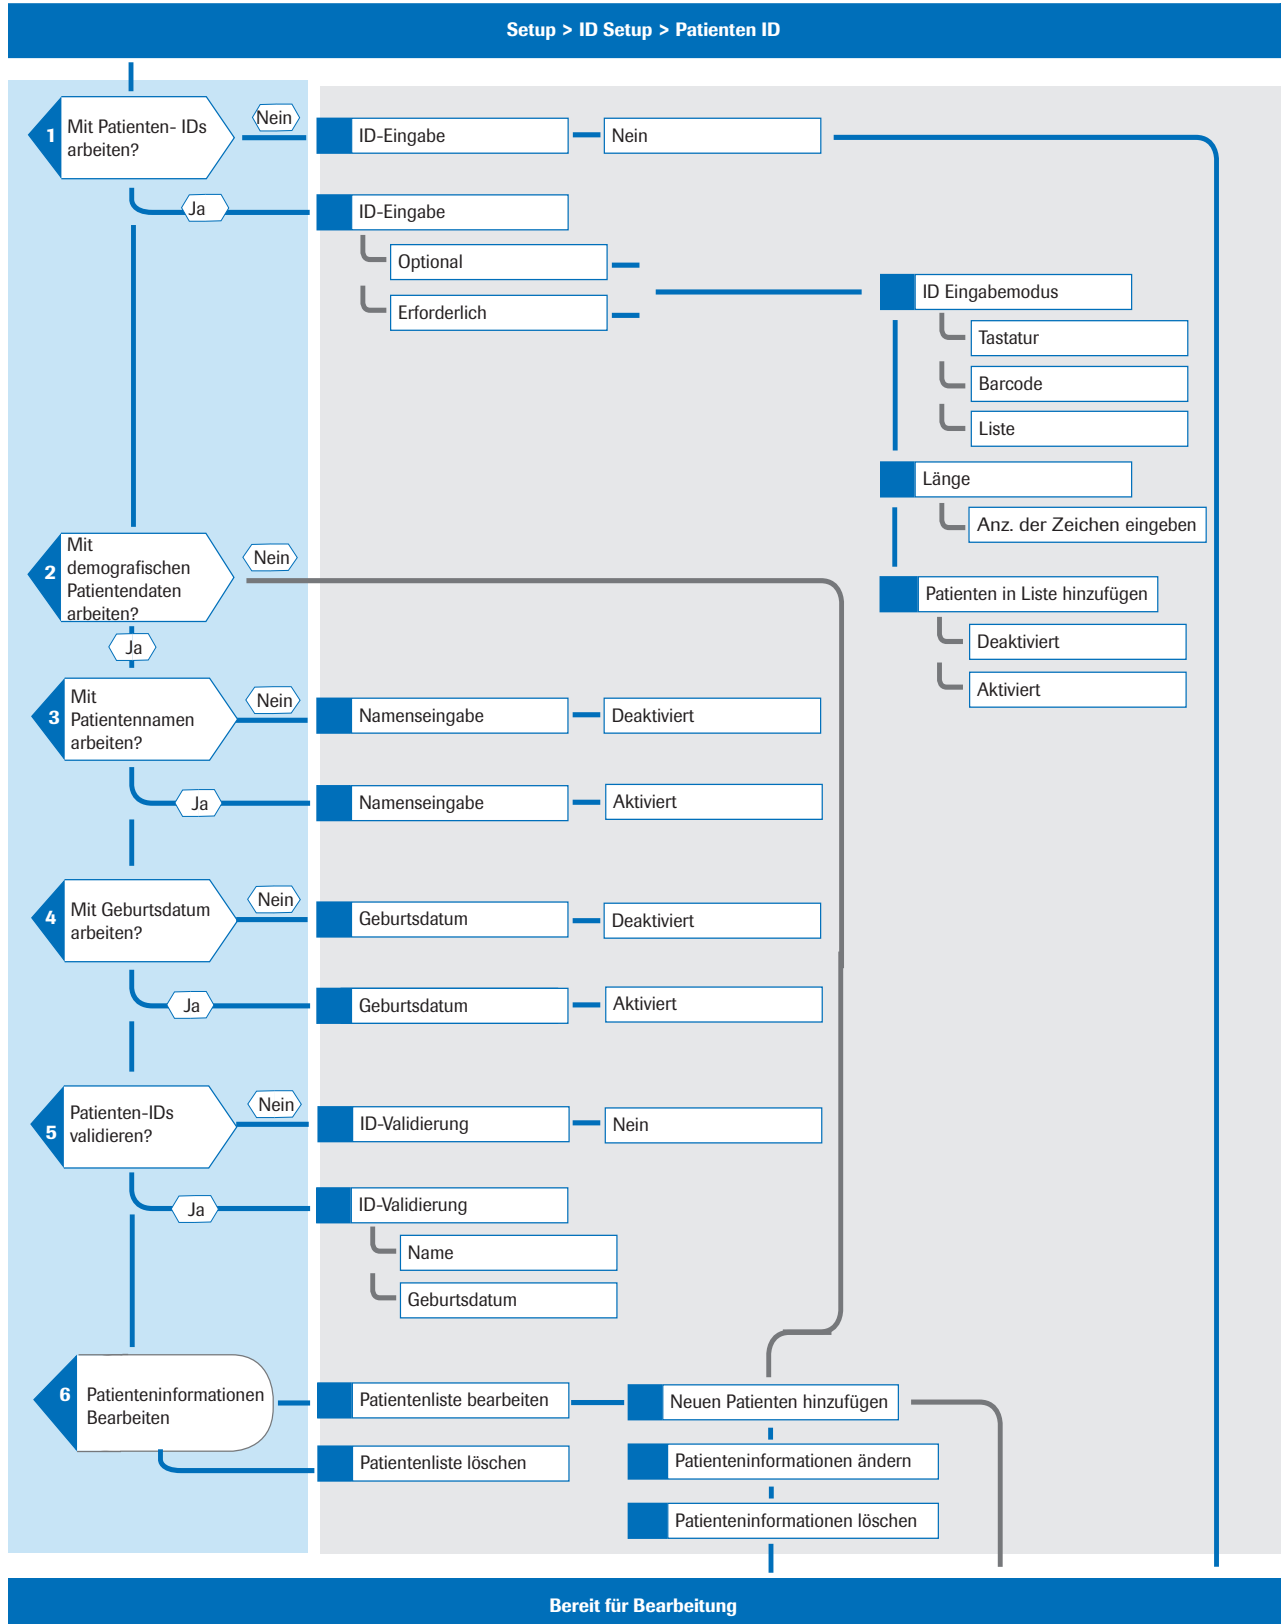 Setup > ID Setup > Patienten ID
1
Mit Patienten- IDs
arbeiten?
Nein
ID-Eingabe
Nein
Ja
ID-Eingabe
Optional
Erforderlich
ID Eingabemodus
Tastatur
Barcode
Liste
Länge
Anz. der Zeichen eingeben
Patienten in Liste hinzufügen
Deaktiviert
Aktiviert
2
Mit
demografischen
Patientendaten
arbeiten?
Nein
Ja
3
Mit
Patientennamen
arbeiten?
Nein
Namenseingabe
Deaktiviert
Ja
Namenseingabe
Aktiviert
4
Mit Geburtsdatum
arbeiten?
Nein
Geburtsdatum
Deaktiviert
Ja
Geburtsdatum
Aktiviert
5
Patienten-IDs
validieren?
Nein
ID-Validierung
Nein
Ja
ID-Validierung
Name
Geburtsdatum
6
Patienteninformationen
Bearbeiten
Patientenliste bearbeiten
Neuen Patienten hinzufügen
Patientenliste löschen
Patienteninformationen ändern
Patienteninformationen löschen
Bereit für Bearbeitung